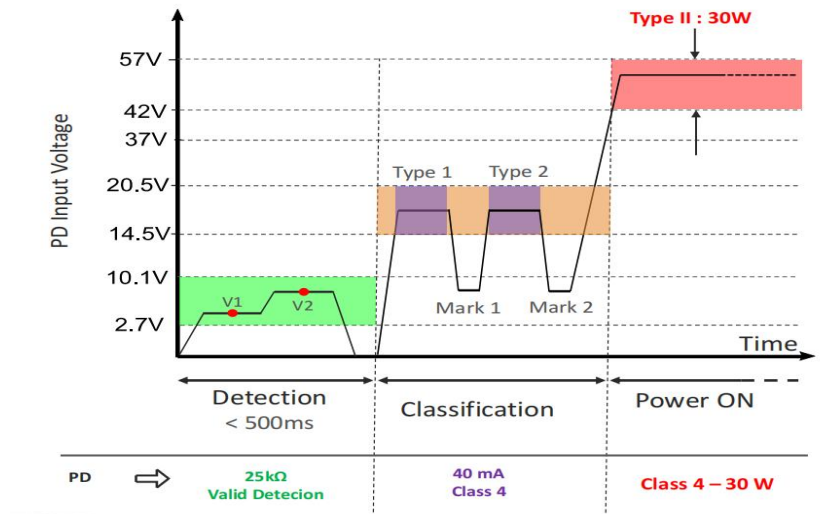 Type II : 30W
57V
42V
37V
20.5V
14.5V
10.1V
2.7V
PD Input Voltage
Type 1
Type 2
V1
V2
Mark 1
Mark 2
Time
Detection
< 500ms
Classification
Power ON
PD
25kΩ
Valid Detecion
40 mA
Class 4
Class 4 – 30 W